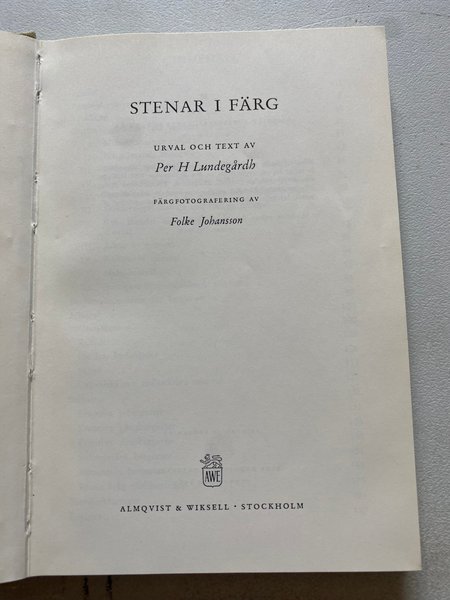 STENAR I FÄRG
URVAL OCH TEXT AV
Per H Lundegårdh
FÄRGFOTOGRAFERING AV
Folke Johansson
AWE
ALMQVIST & WIKSELL · STOCKHOLM